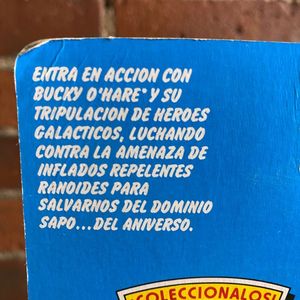 ENTRA EN ACCION CON
BUCKY O'HARE* Y SU
TRIPULACION DE HEROES
GALACTICOS, LUCHANDO
CONTRA LA AMENAZA DE
INFLADOS REPELENTES
RANOIDES PARA
SALVARNOS DEL DOMINIO
SAPO...DEL ANIVERSO.
¡COLECCIONALOS!